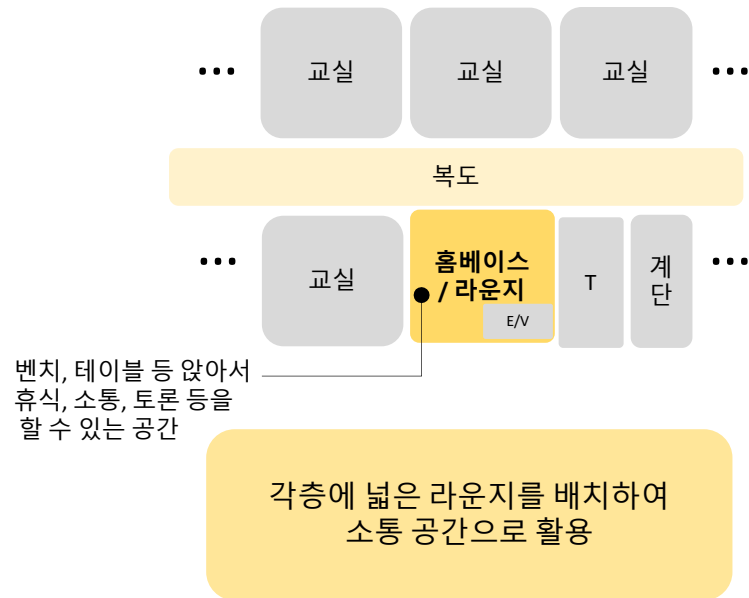 ... 교실 교실 교실 ...
복도
... 교실 홈베이스 / 라운지 E/V T 계단 ...
벤치, 테이블 등 앉아서
휴식, 소통, 토론 등을
할 수 있는 공간
각층에 넓은 라운지를 배치하여
소통 공간으로 활용